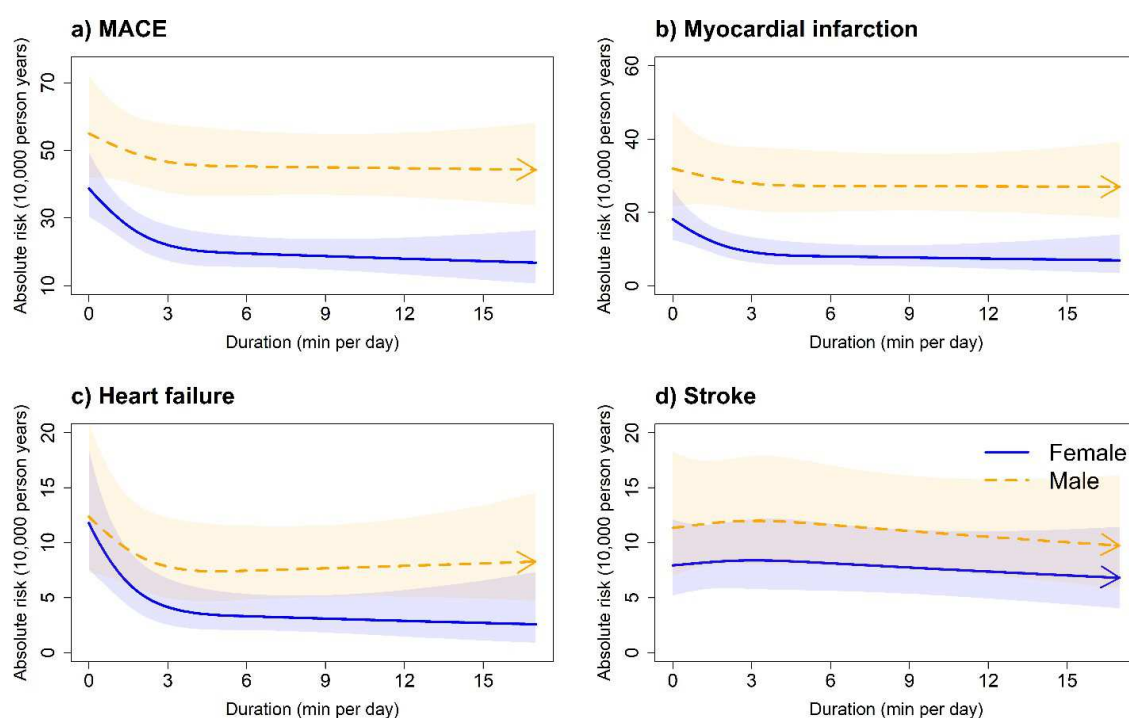 a) MACE
Absolute risk (10,000 person years)
70
50
30
10
0 3 6 9 12 15
Duration (min per day)
b) Myocardial infarction
Absolute risk (10,000 person years)
60
40
20
0
0 3 6 9 12 15
Duration (min per day)
c) Heart failure
Absolute risk (10,000 person years)
20
15
10
5
0
0 3 6 9 12 15
Duration (min per day)
d) Stroke
Absolute risk (10,000 person years)
20
15
10
5
0
Female
Male
0 3 6 9 12 15
Duration (min per day)